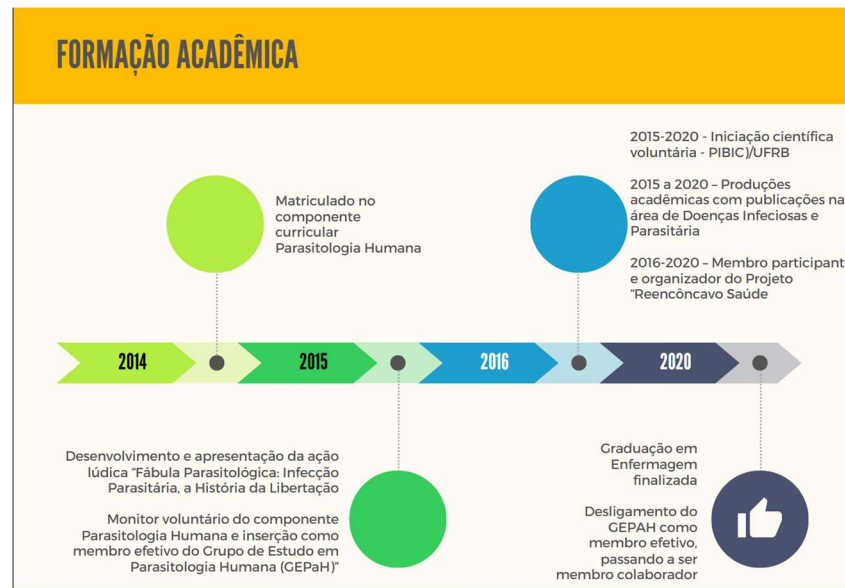 FORMAÇÃO ACADÊMICA
Matriculado no
componente
curricular
Parasitologia Humana
2015-2020 - Iniciação científica
voluntária - PIBIC)/UFRB
2015 a 2020 – Produções
acadêmicas com publicações na
área de Doenças Infeciosas e
Parasitária
2016-2020 – Membro participant
e organizador do Projeto
"Reencôncavo Saúde
2014
2015
2016
2020
Desenvolvimento e apresentação da ação
lúdica "Fábula Parasitológica: Infecção
Parasitária, a História da Libertação
Monitor voluntário do componente
Parasitologia Humana e inserção como
membro efetivo do Grupo de Estudo em
Parasitologia Humana (GEPaH)"
Graduação em
Enfermagem
finalizada
Desligamento do
GEPAH como
membro efetivo,
passando a ser
membro colaborador